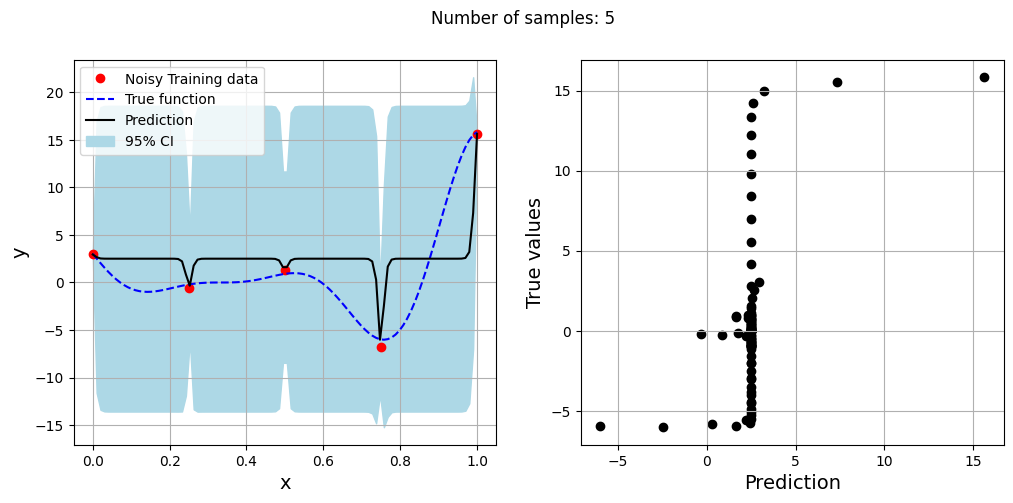 Number of samples: 5
Noisy Training data
True function
Prediction
95% CI
y
20
15
10
5
0
−5
−10
−15
0.0
0.2
0.4
0.6
0.8
1.0
x
True values
15
10
5
0
−5
−5
0
5
10
15
Prediction